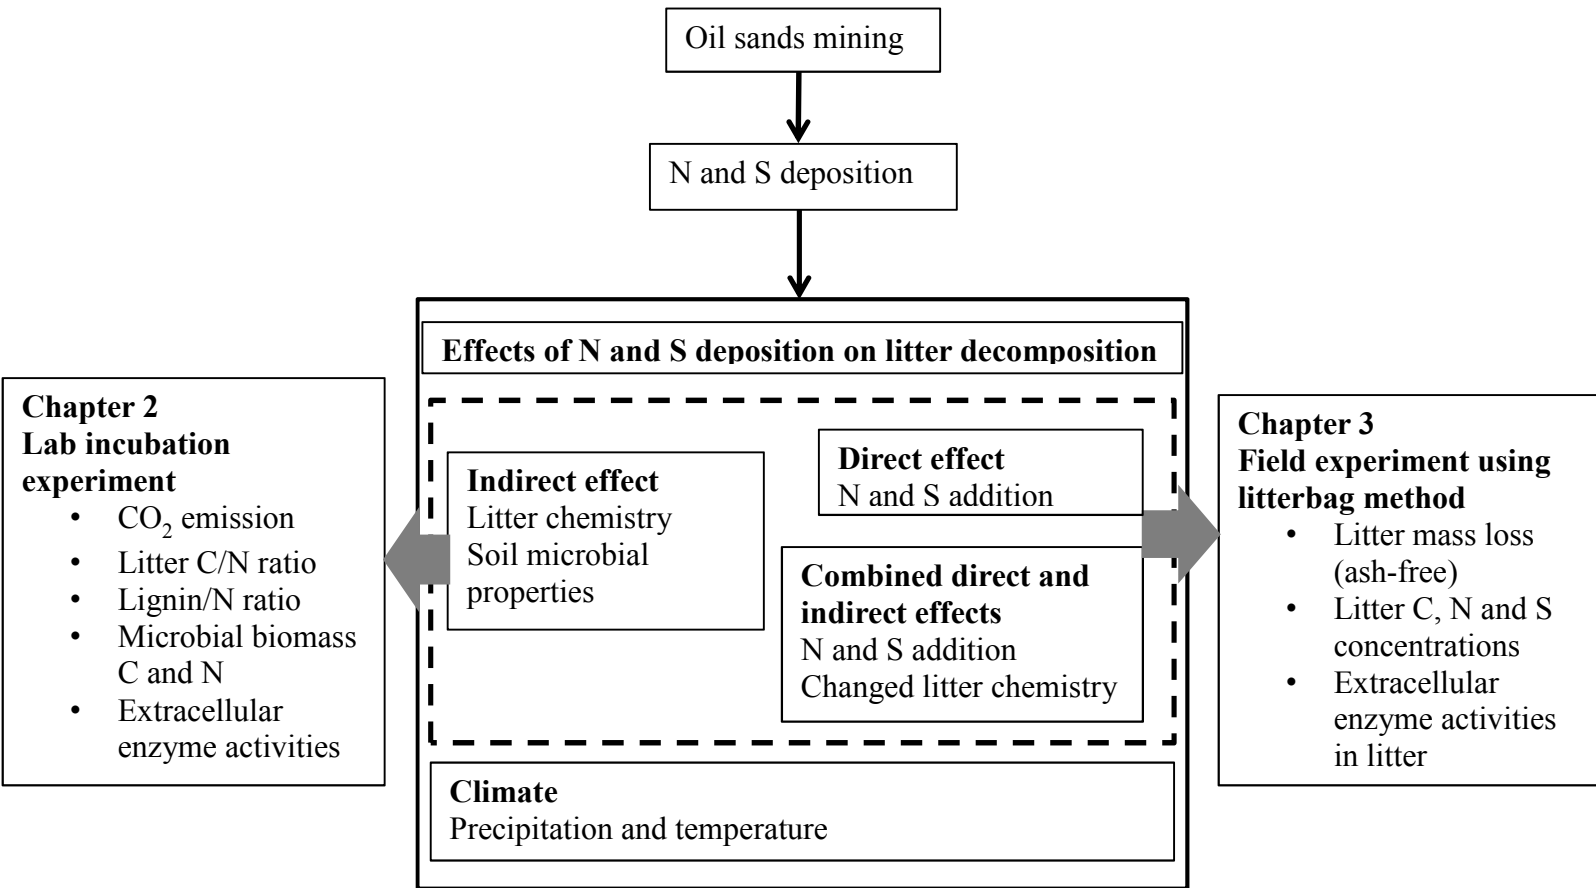 Oil sands mining
N and S deposition
Effects of N and S deposition on litter decomposition
Chapter 2
Lab incubation
experiment
• CO₂ emission
• Litter C/N ratio
• Lignin/N ratio
• Microbial biomass
C and N
• Extracellular
enzyme activities
Indirect effect
Litter chemistry
Soil microbial
properties
Direct effect
N and S addition
Combined direct and
indirect effects
N and S addition
Changed litter chemistry
Climate
Precipitation and temperature
Chapter 3
Field experiment using
litterbag method
• Litter mass loss
(ash-free)
• Litter C, N and S
concentrations
• Extracellular
enzyme activities
in litter